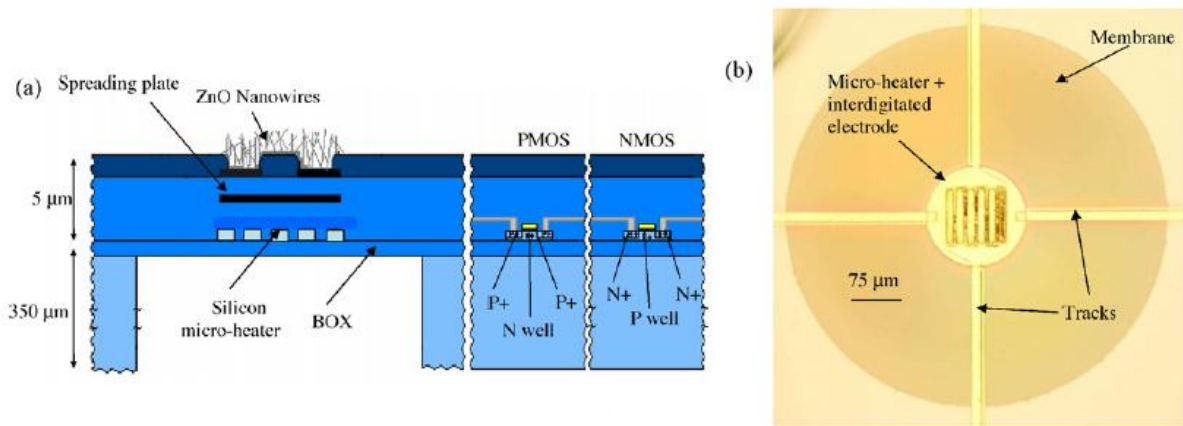 (a)
Spreading plate
ZnO Nanowires
PMOS
NMOS
5 µm
350 µm
Silicon
micro-heater
BOX
P+
P+
N well
N+
N+
P well
(b)
Membrane
Micro-heater +
interdigitated
electrode
75 µm
Tracks